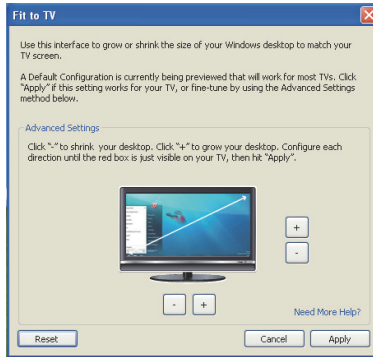 Fit to TV
Use this interface to grow or shrink the size of your Windows desktop to match your
TV screen.
A Default Configuration is currently being previewed that will work for most TVs. Click
"Apply" if this setting works for your TV, or fine-tune by using the Advanced Settings
method below.
Advanced Settings
Click "-" to shrink your desktop. Click "+" to grow your desktop. Configure each
direction until the red box is just visible on your TV, then hit "Apply".
+
-
- +
Need More Help?
Reset Cancel Apply